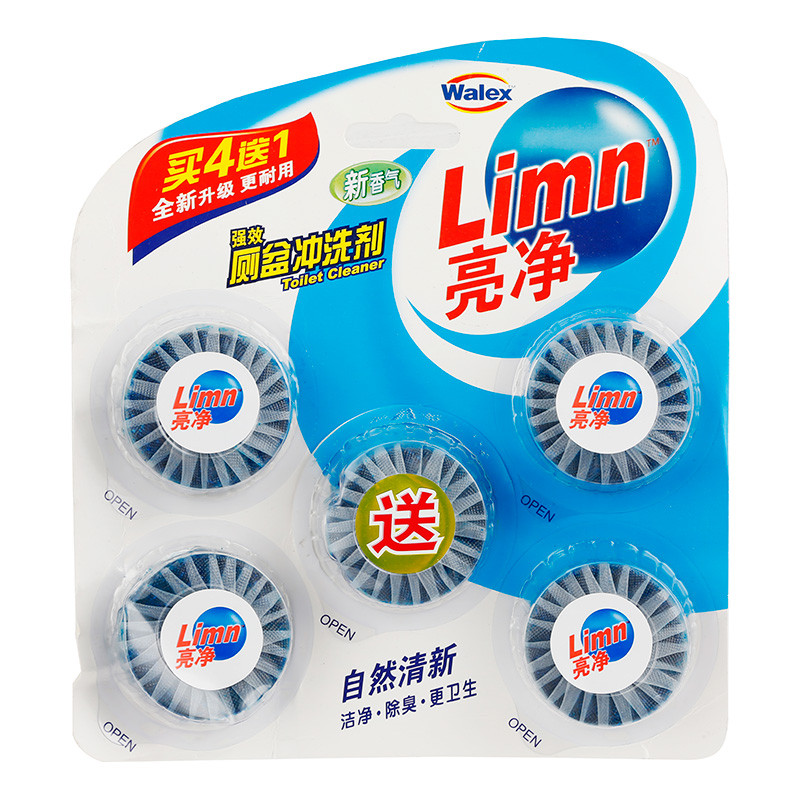 Walex
买4送1
全新升级 更耐用
新香气
Limn™
亮净
强效
厕盆冲洗剂
Toilet Cleaner
Limn
亮净
OPEN
Limn
亮净
OPEN
送
OPEN
Limn
亮净
OPEN
Limn
亮净
OPEN
自然清新
洁净·除臭·更卫生